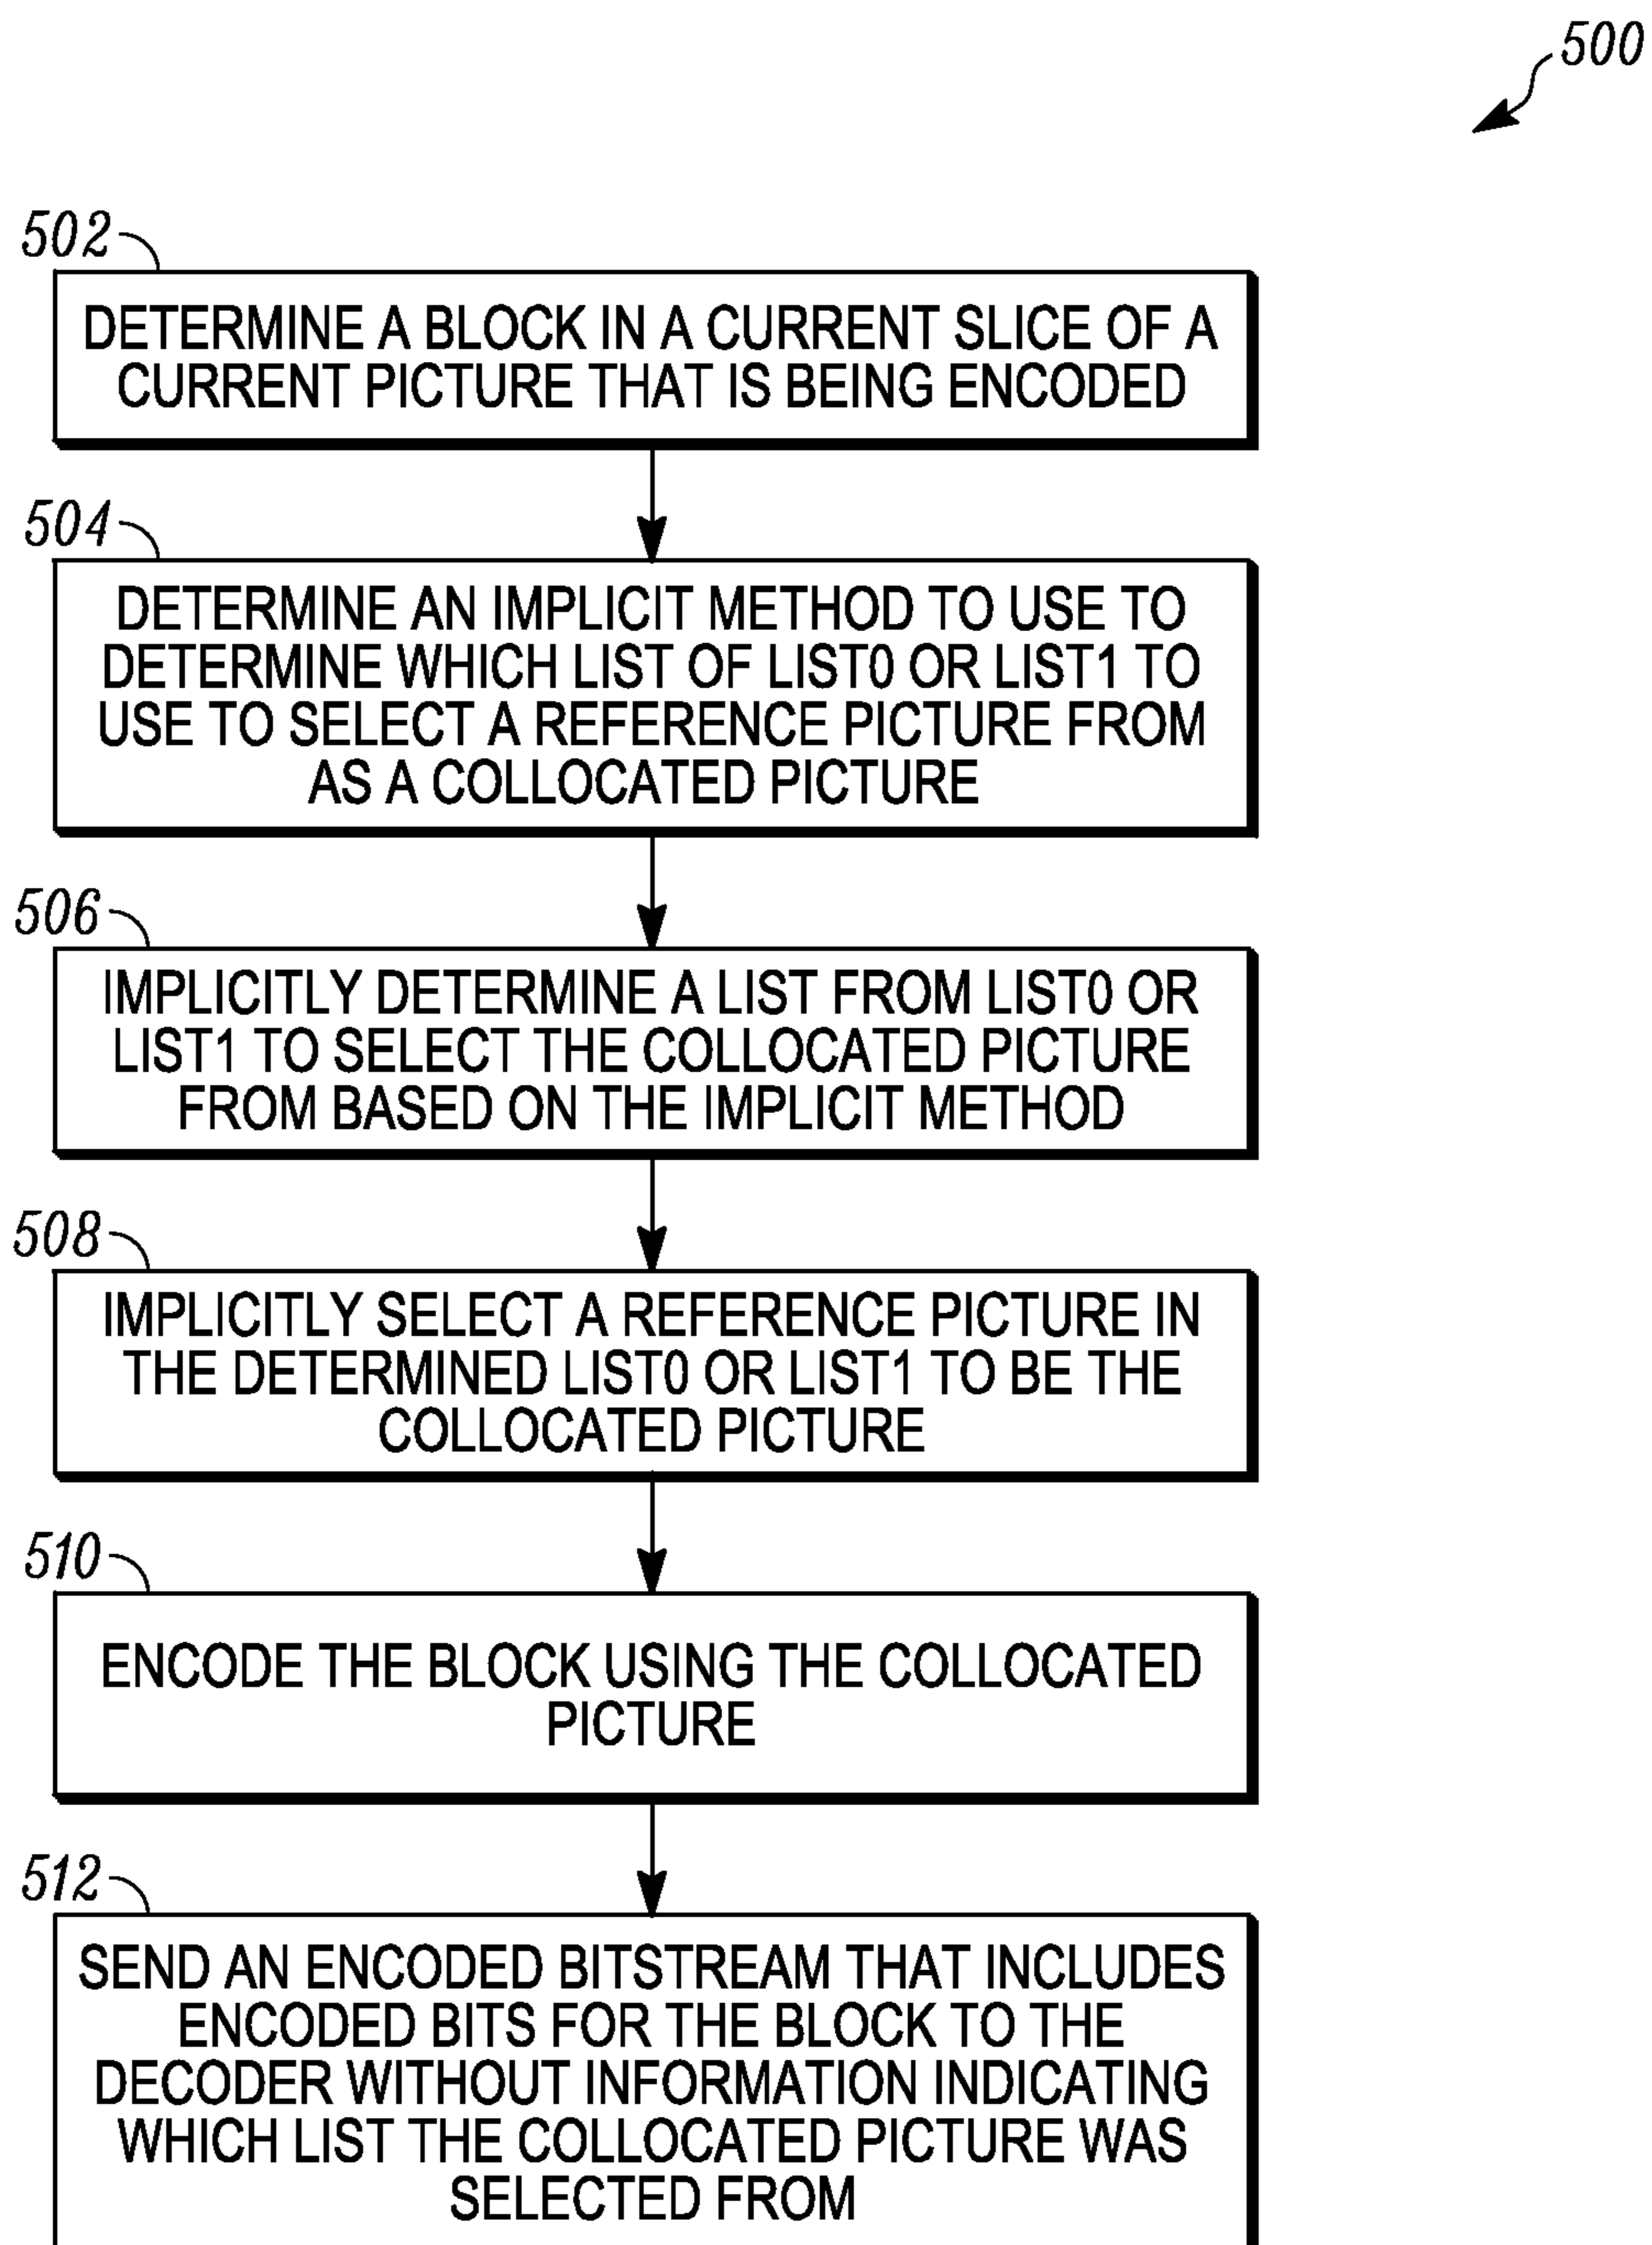 500
502
DETERMINE A BLOCK IN A CURRENT SLICE OF A
CURRENT PICTURE THAT IS BEING ENCODED
504
DETERMINE AN IMPLICIT METHOD TO USE TO
DETERMINE WHICH LIST OF LIST0 OR LIST1 TO
USE TO SELECT A REFERENCE PICTURE FROM
AS A COLLOCATED PICTURE
506
IMPLICITLY DETERMINE A LIST FROM LIST0 OR
LIST1 TO SELECT THE COLLOCATED PICTURE
FROM BASED ON THE IMPLICIT METHOD
508
IMPLICITLY SELECT A REFERENCE PICTURE IN
THE DETERMINED LIST0 OR LIST1 TO BE THE
COLLOCATED PICTURE
510
ENCODE THE BLOCK USING THE COLLOCATED
PICTURE
512
SEND AN ENCODED BITSTREAM THAT INCLUDES
ENCODED BITS FOR THE BLOCK TO THE
DECODER WITHOUT INFORMATION INDICATING
WHICH LIST THE COLLOCATED PICTURE WAS
SELECTED FROM